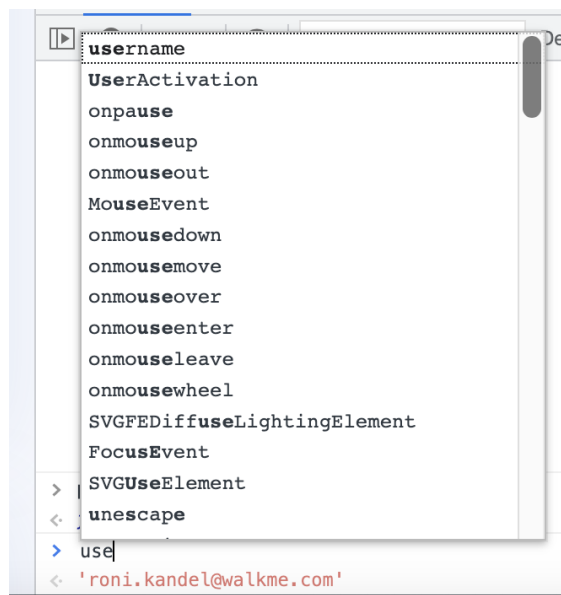 De
username
UserActivation
onpause
onmouseup
onmouseout
MouseEvent
onmousedown
onmousemove
onmouseover
onmouseenter
onmouseleave
onmousewheel
SVGFEDiffuseLightingElement
FocusEvent
SVGUseElement
unescape
use
'roni.kandel@walkme.com'